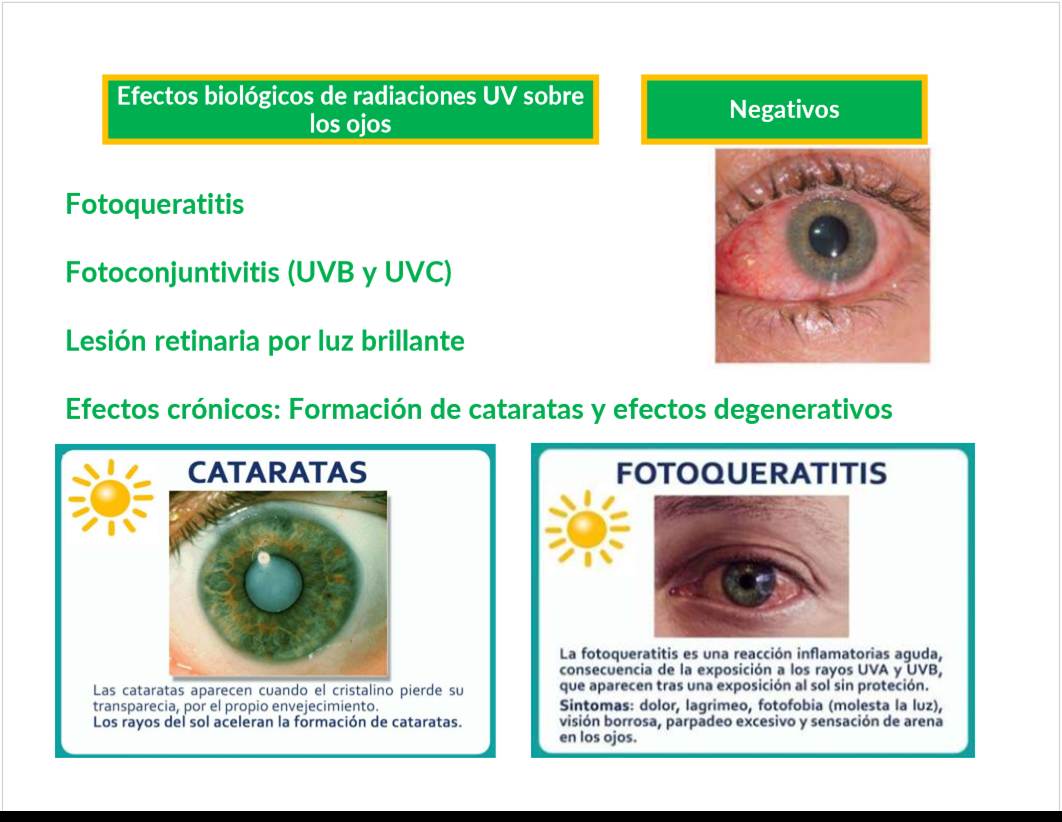 Efectos biológicos de radiaciones UV sobre
los ojos
Negativos
Fotoqueratitis
Fotoconjuntivitis (UVB y UVC)
Lesión retinaria por luz brillante
Efectos crónicos: Formación de cataratas y efectos degenerativos
CATARATAS
Las cataratas aparecen cuando el cristalino pierde su
transparecia, por el propio envejecimiento.
Los rayos del sol aceleran la formación de cataratas.
FOTOQUERATITIS
La fotoqueratitis es una reacción inflamatorias aguda,
consecuencia de la exposición a los rayos UVA y UVB,
que aparecen tras una exposición al sol sin proteción.
Sintomas: dolor, lagrimeo, fotofobia (molesta la luz),
visión borrosa, parpadeo excesivo y sensación de arena
en los ojos.